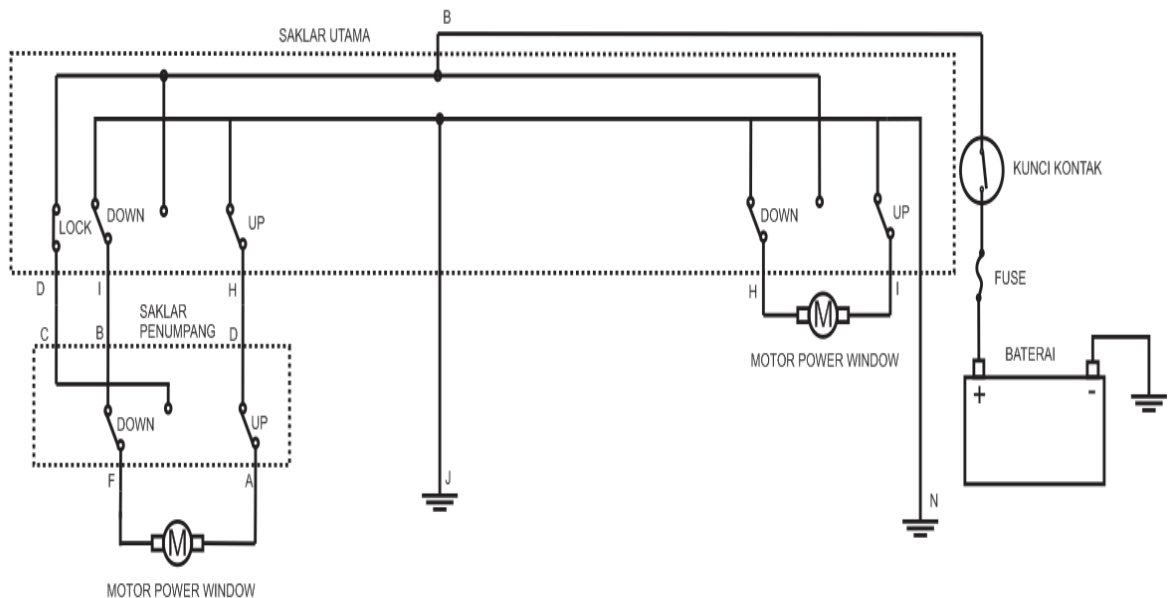 B
SAKLAR UTAMA
KUNCI KONTAK
LOCK
DOWN
UP
DOWN
UP
FUSE
D
I
H
H
I
SAKLAR
PENUMPANG
C
B
D
M
MOTOR POWER WINDOW
BATERAI
+
-
DOWN
UP
F
A
J
N
M
MOTOR POWER WINDOW